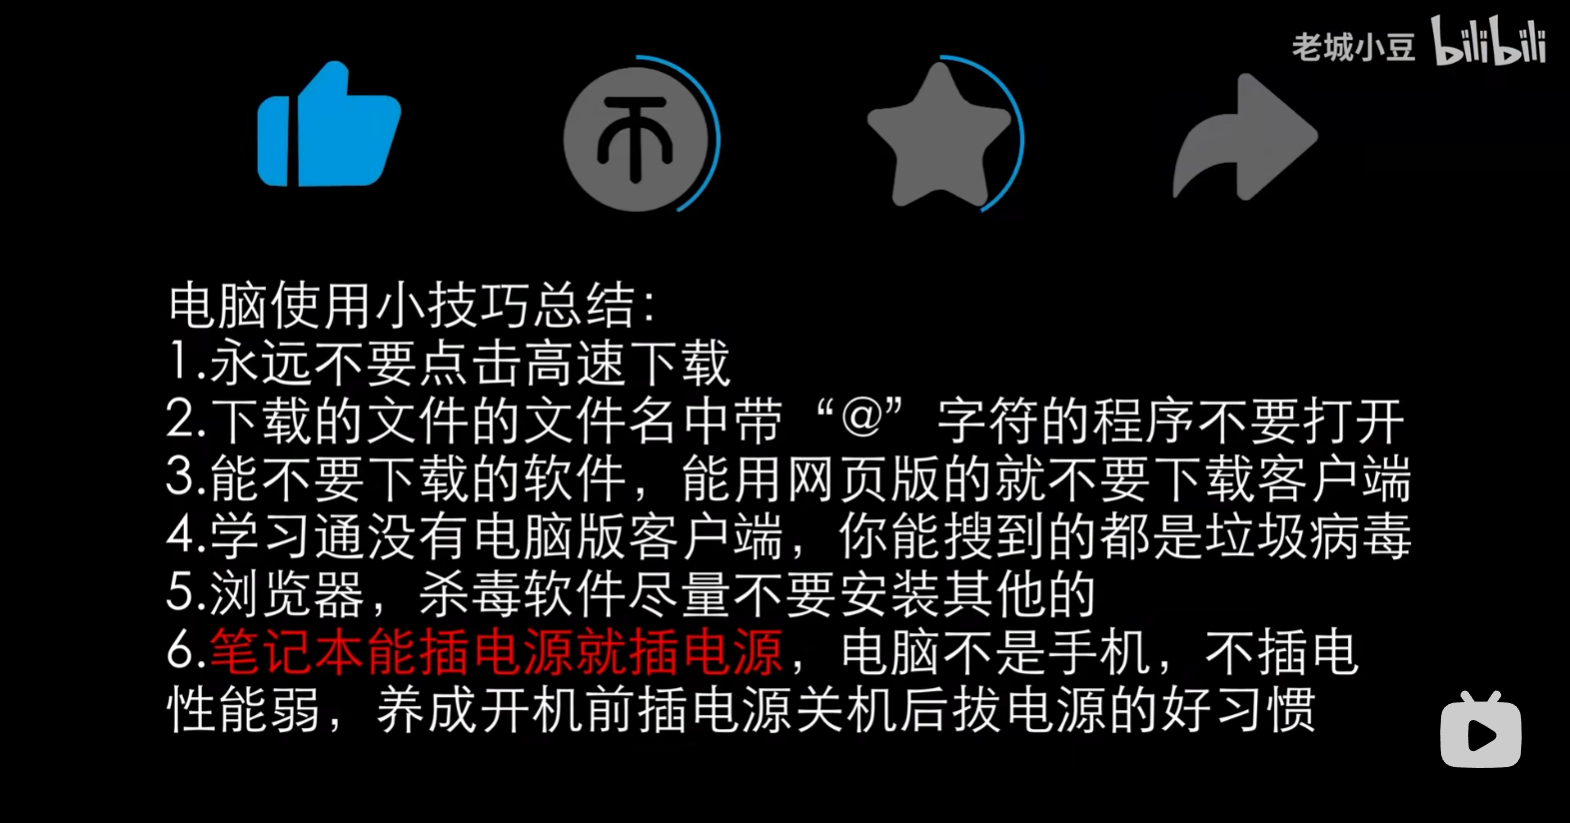 老城小豆 bilibili
电脑使用小技巧总结：
1.永远不要点击高速下载
2.下载的文件的文件名中带“@”字符的程序不要打开
3.能不要下载的软件，能用网页版的就不要下载客户端
4.学习通没有电脑版客户端，你能搜到的都是垃圾病毒
5.浏览器，杀毒软件尽量不要安装其他的
6.笔记本能插电源就插电源，电脑不是手机，不插电
性能弱，养成开机前插电源关机后拔电源的好习惯